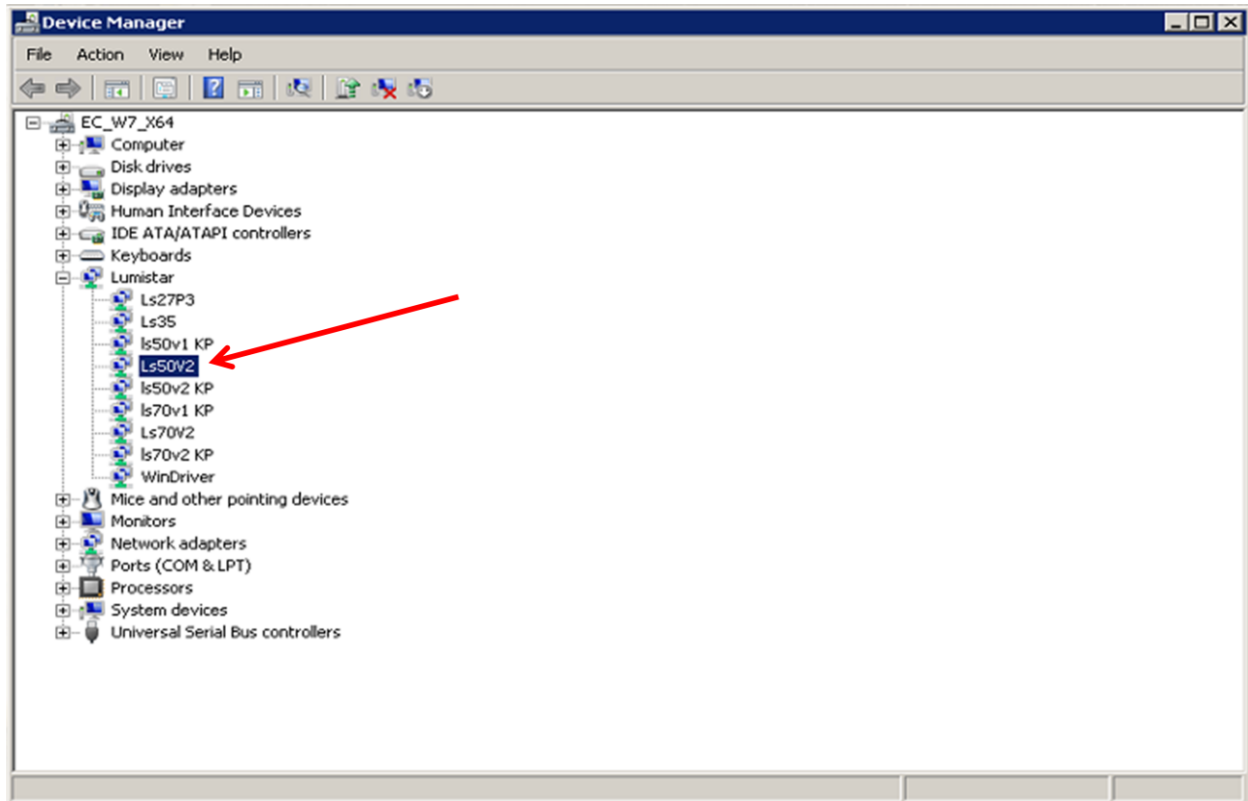 Device Manager
File Action View Help
EC_W7_X64
Computer
Disk drives
Display adapters
Human Interface Devices
IDE ATA/ATAPI controllers
Keyboards
Lumistar
Ls27P3
Ls35
ls50v1 KP
Ls50V2
ls50v2 KP
ls70v1 KP
Ls70V2
ls70v2 KP
WinDriver
Mice and other pointing devices
Monitors
Network adapters
Ports (COM & LPT)
Processors
System devices
Universal Serial Bus controllers